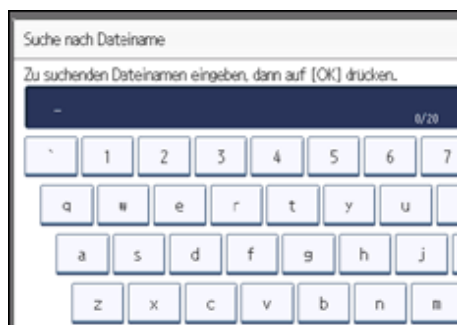 Suche nach Dateiname
Zu suchenden Dateinamen eingeben, dann auf [OK] drücken.
_
0/20
` 1 2 3 4 5 6 7
q w e r t y u
a s d f g h j
z x c v b n m